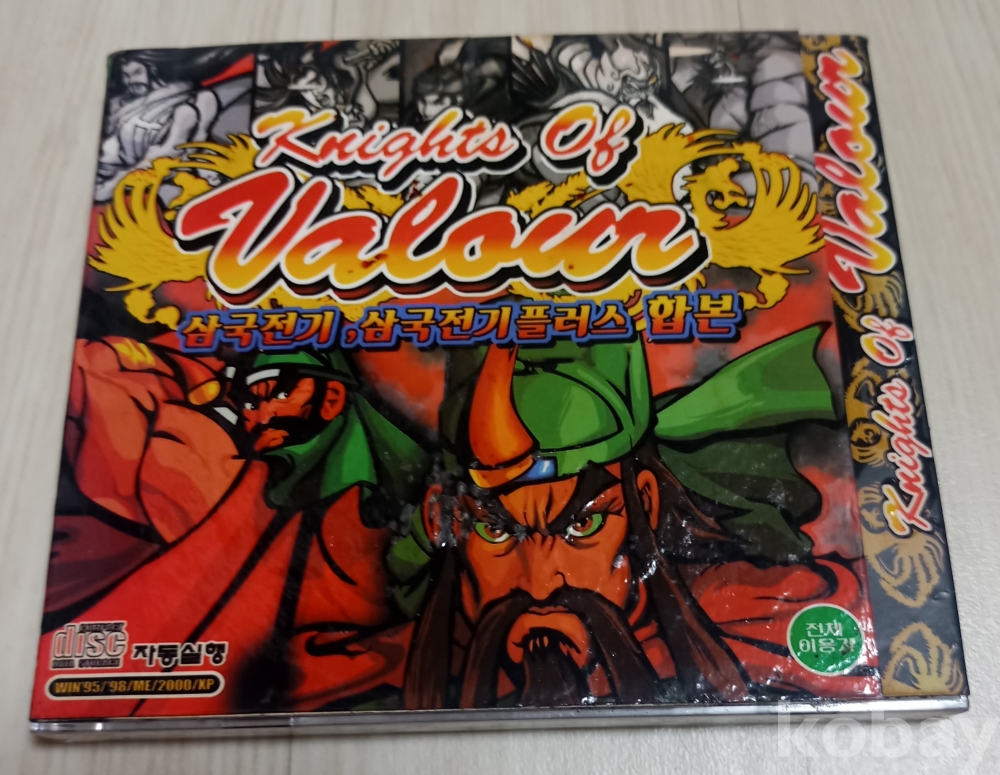 Knights Of
Valour
삼국전기, 삼국전기플러스 합본
disc
자동실행
WIN'95/'98/ME/2000/XP
전체
이용가
Knights Of Valour
kobay